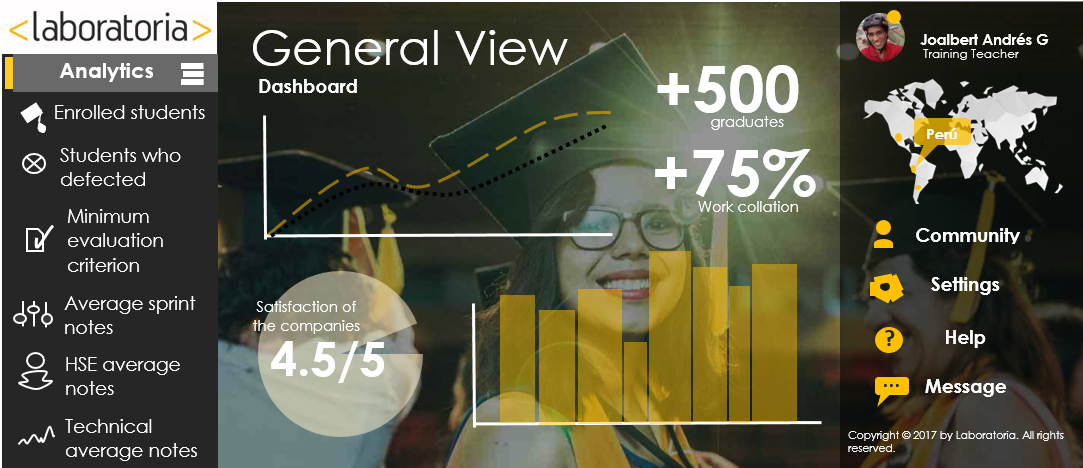 <laboratoria>
Analytics
Enrolled students
Students who
defected
Minimum
evaluation
criterion
Average sprint
notes
HSE average
notes
Technical
average notes
General View
Dashboard
+500
graduates
+75%
Work collation
Satisfaction of
the companies
4.5/5
Joalbert Andrés G
Training Teacher
Perú
Community
Settings
? Help
Message
Copyright © 2017 by Laboratoria. All rights
reserved.